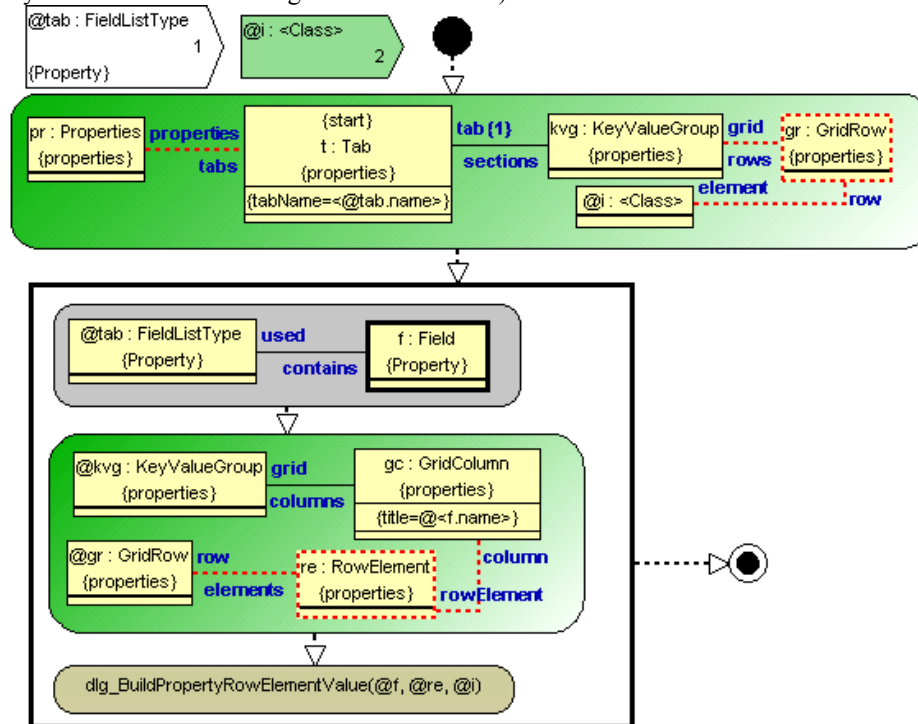 @tab : FieldListType
1
{Property}
@i : <Class>
2
pr : Properties
{properties}
properties
tabs
{start}
t : Tab
{properties}
{tabName=<@tab.name>}
tab {1}
sections
kvg : KeyValueGroup
{properties}
grid
rows
gr : GridRow
{properties}
element
row
@i : <Class>
@tab : FieldListType
{Property}
used
contains
f : Field
{Property}
@kvg : KeyValueGroup
{properties}
grid
columns
gc : GridColumn
{properties}
{title=@<f.name>}
@gr : GridRow
{properties}
row
elements
re : RowElement
{properties}
column
rowElement
dlg_BuildPropertyRowElementValue(@f, @re, @i)